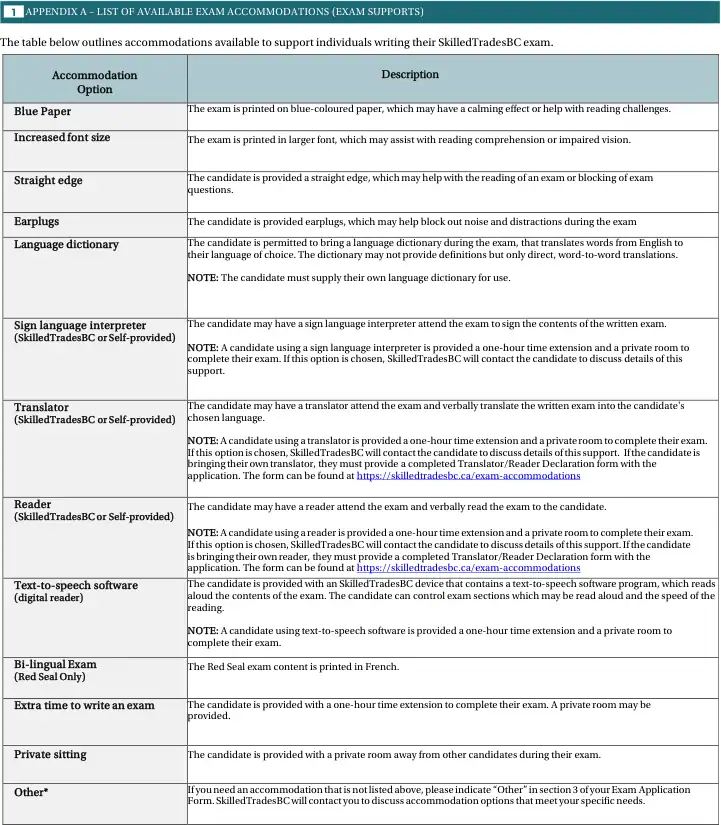 1 APPENDIX A – LIST OF AVAILABLE EXAM ACCOMMODATIONS (EXAM SUPPORTS)
The table below outlines accommodations available to support individuals writing their SkilledTradesBC exam.
Accommodation
Option
Description
Blue Paper
The exam is printed on blue-coloured paper, which may have a calming effect or help with reading challenges.
Increased font size
The exam is printed in larger font, which may assist with reading comprehension or impaired vision.
Straight edge
The candidate is provided a straight edge, which may help with the reading of an exam or blocking of exam
questions.
Earplugs
The candidate is provided earplugs, which may help block out noise and distractions during the exam
Language dictionary
The candidate is permitted to bring a language dictionary during the exam, that translates words from English to
their language of choice. The dictionary may not provide definitions but only direct, word-to-word translations.
NOTE: The candidate must supply their own language dictionary for use.
Sign language interpreter
(SkilledTradesBC or Self-provided)
The candidate may have a sign language interpreter attend the exam to sign the contents of the written exam.
NOTE: A candidate using a sign language interpreter is provided a one-hour time extension and a private room to
complete their exam. If this option is chosen, SkilledTradesBC will contact the candidate to discuss details of this
support.
Translator
(SkilledTradesBC or Self-provided)
The candidate may have a translator attend the exam and verbally translate the written exam into the candidate's
chosen language.
NOTE: A candidate using a translator is provided a one-hour time extension and a private room to complete their exam.
If this option is chosen, SkilledTradesBC will contact the candidate to discuss details of this support. If the candidate is
bringing their own translator, they must provide a completed Translator/Reader Declaration form with the
application. The form can be found at https://skilledtradesbc.ca/exam-accommodations
Reader
(SkilledTradesBC or Self-provided)
The candidate may have a reader attend the exam and verbally read the exam to the candidate.
NOTE: A candidate using a reader is provided a one-hour time extension and a private room to complete their exam.
If this option is chosen, SkilledTradesBC will contact the candidate to discuss details of this support. If the candidate
is bringing their own reader, they must provide a completed Translator/Reader Declaration form with the
application. The form can be found at https://skilledtradesbc.ca/exam-accommodations
Text-to-speech software
(digital reader)
The candidate is provided with an SkilledTradesBC device that contains a text-to-speech software program, which reads
aloud the contents of the exam. The candidate can control exam sections which may be read aloud and the speed of the
reading.
NOTE: A candidate using text-to-speech software is provided a one-hour time extension and a private room to
complete their exam.
Bi-lingual Exam
(Red Seal Only)
The Red Seal exam content is printed in French.
Extra time to write an exam
The candidate is provided with a one-hour time extension to complete their exam. A private room may be
provided.
Private sitting
The candidate is provided with a private room away from other candidates during their exam.
Other*
If you need an accommodation that is not listed above, please indicate “Other” in section 3 of your Exam Application
Form. SkilledTradesBC will contact you to discuss accommodation options that meet your specific needs.